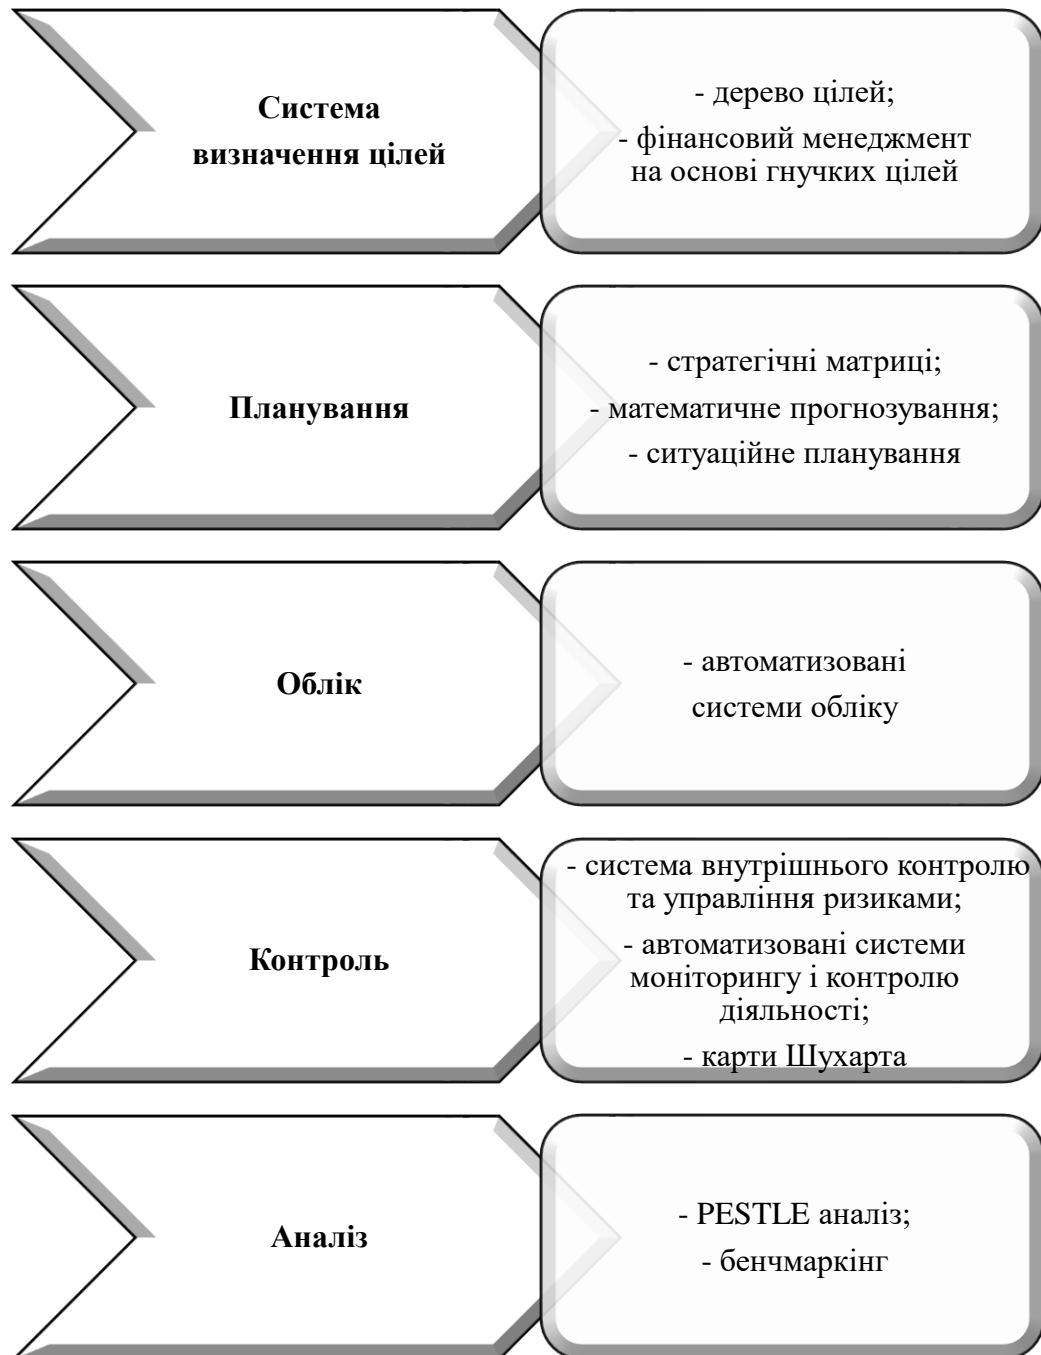 Система
визначення цілей
- дерево цілей;
- фінансовий менеджмент
на основі гнучких цілей
Планування
- стратегічні матриці;
- математичне прогнозування;
- ситуаційне планування
Облік
- автоматизовані
системи обліку
Контроль
- система внутрішнього контролю
та управління ризиками;
- автоматизовані системи
моніторингу і контролю
діяльності;
- карти Шухарта
Аналіз
- PESTLE аналіз;
- бенчмаркінг